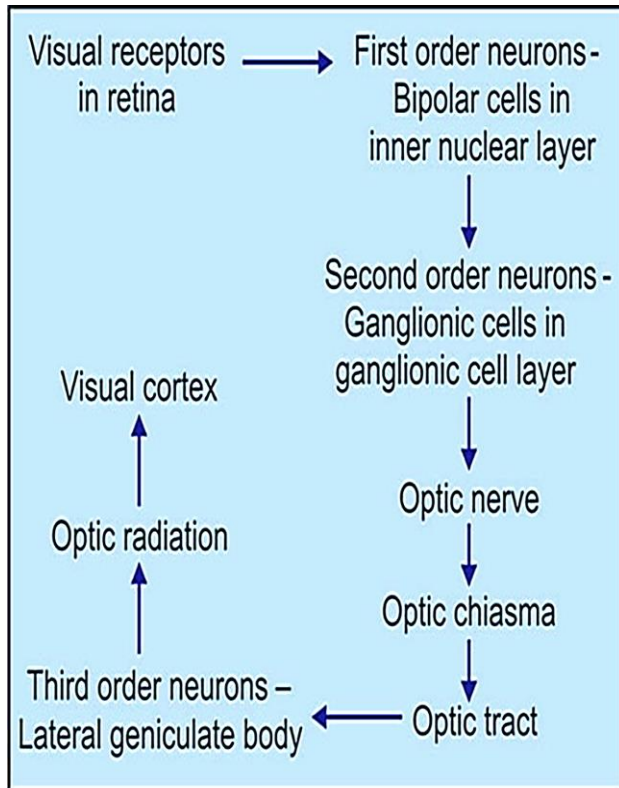 Visual receptors
in retina
First order neurons -
Bipolar cells in
inner nuclear layer
Second order neurons -
Ganglionic cells in
ganglionic cell layer
Optic nerve
Optic chiasma
Optic tract
Third order neurons –
Lateral geniculate body
Optic radiation
Visual cortex